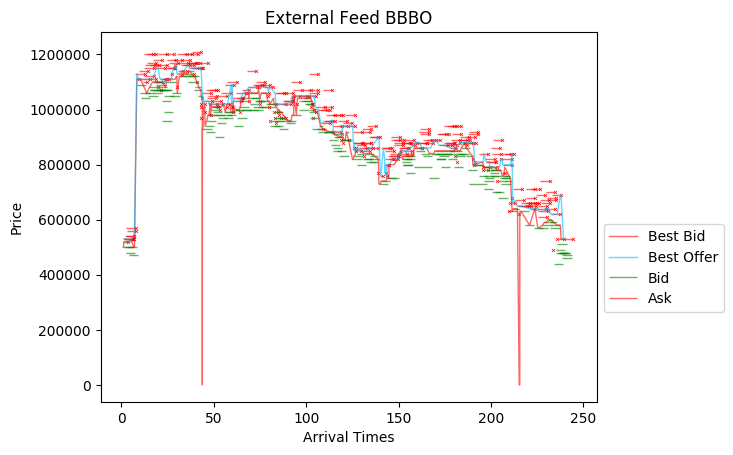 External Feed BBBO
1200000
1000000
800000
600000
400000
200000
0
Price
0
50
100
150
200
250
Arrival Times
Best Bid
Best Offer
Bid
Ask